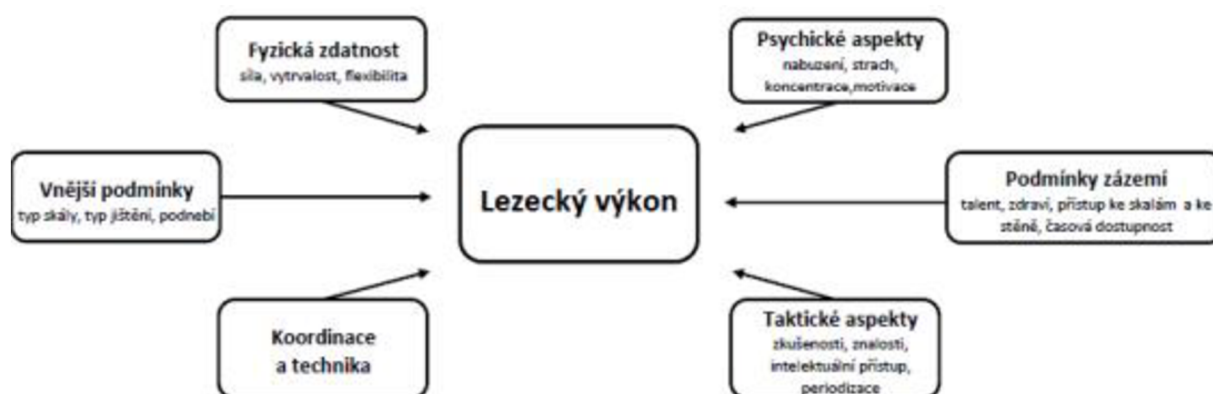 Fyzická zdatnost
síla, vytrvalost, flexibilita
Psychické aspekty
nabuzení, strach,
koncentrace,motivace
Vnější podmínky
typ skály, typ jištění, podnebí
Lezecký výkon
Podmínky zázemí
talent, zdraví, přístup ke skalám a ke
stěně, časová dostupnost
Koordinace
a technika
Taktické aspekty
zkušenosti, znalosti,
intelektuální přístup,
periodizace